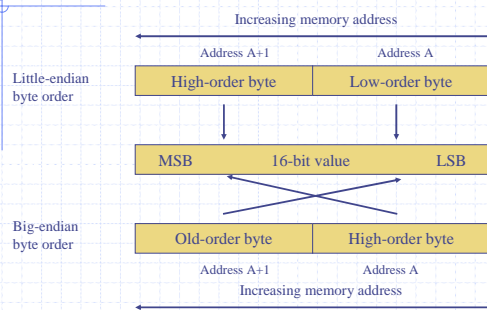 Increasing memory address
Address A+1 Address A
Little-endian
byte order
High-order byte Low-order byte
MSB 16-bit value LSB
Big-endian
byte order
Old-order byte High-order byte
Address A+1 Address A
Increasing memory address